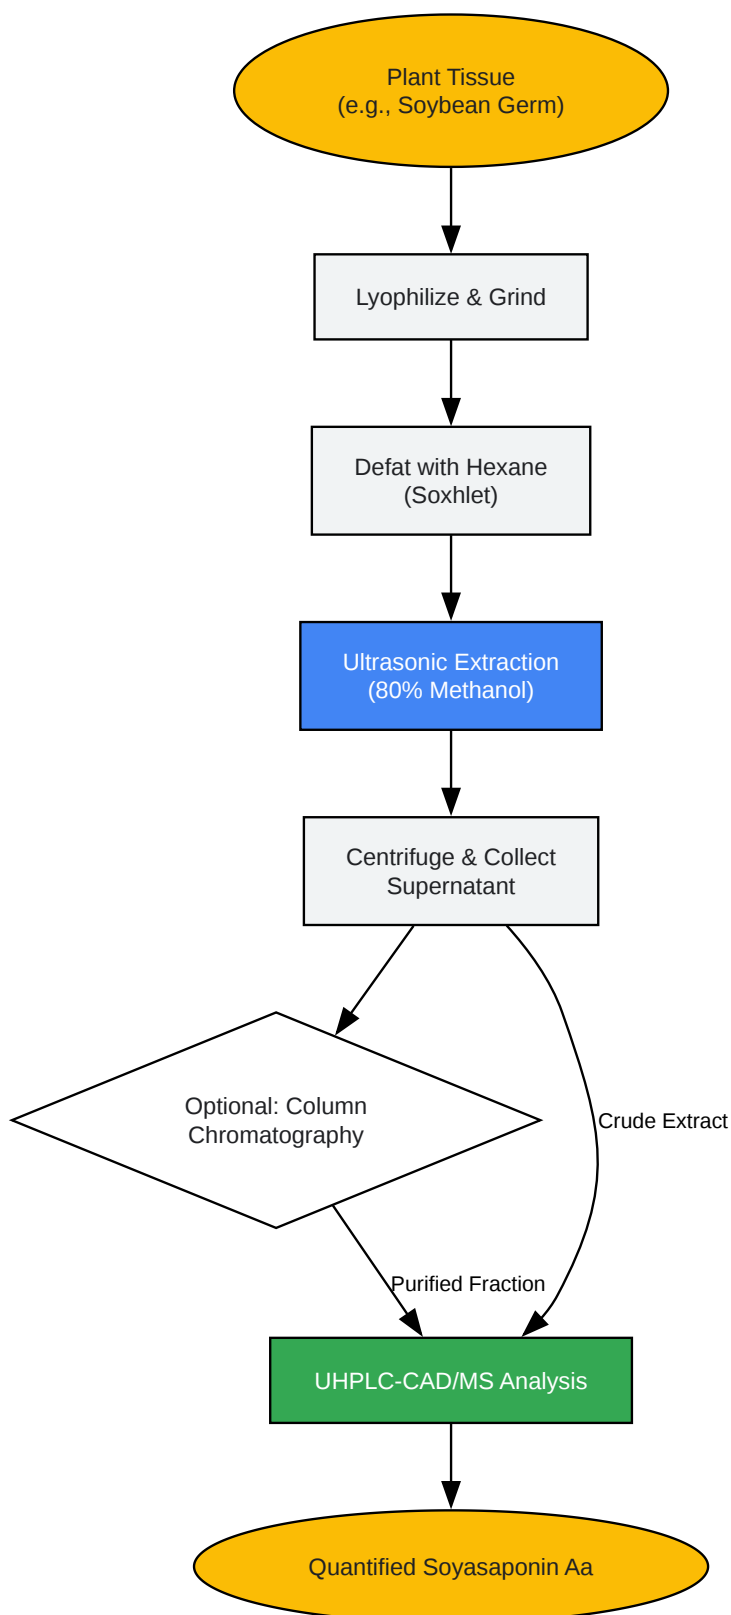 Plant Tissue
(e.g., Soybean Germ)
Lyophilize & Grind
Defat with Hexane
(Soxhlet)
Ultrasonic Extraction
(80% Methanol)
Centrifuge & Collect
Supernatant
Optional: Column
Chromatography
Crude Extract
Purified Fraction
UHPLC-CAD/MS Analysis
Quantified Soyasaponin Aa